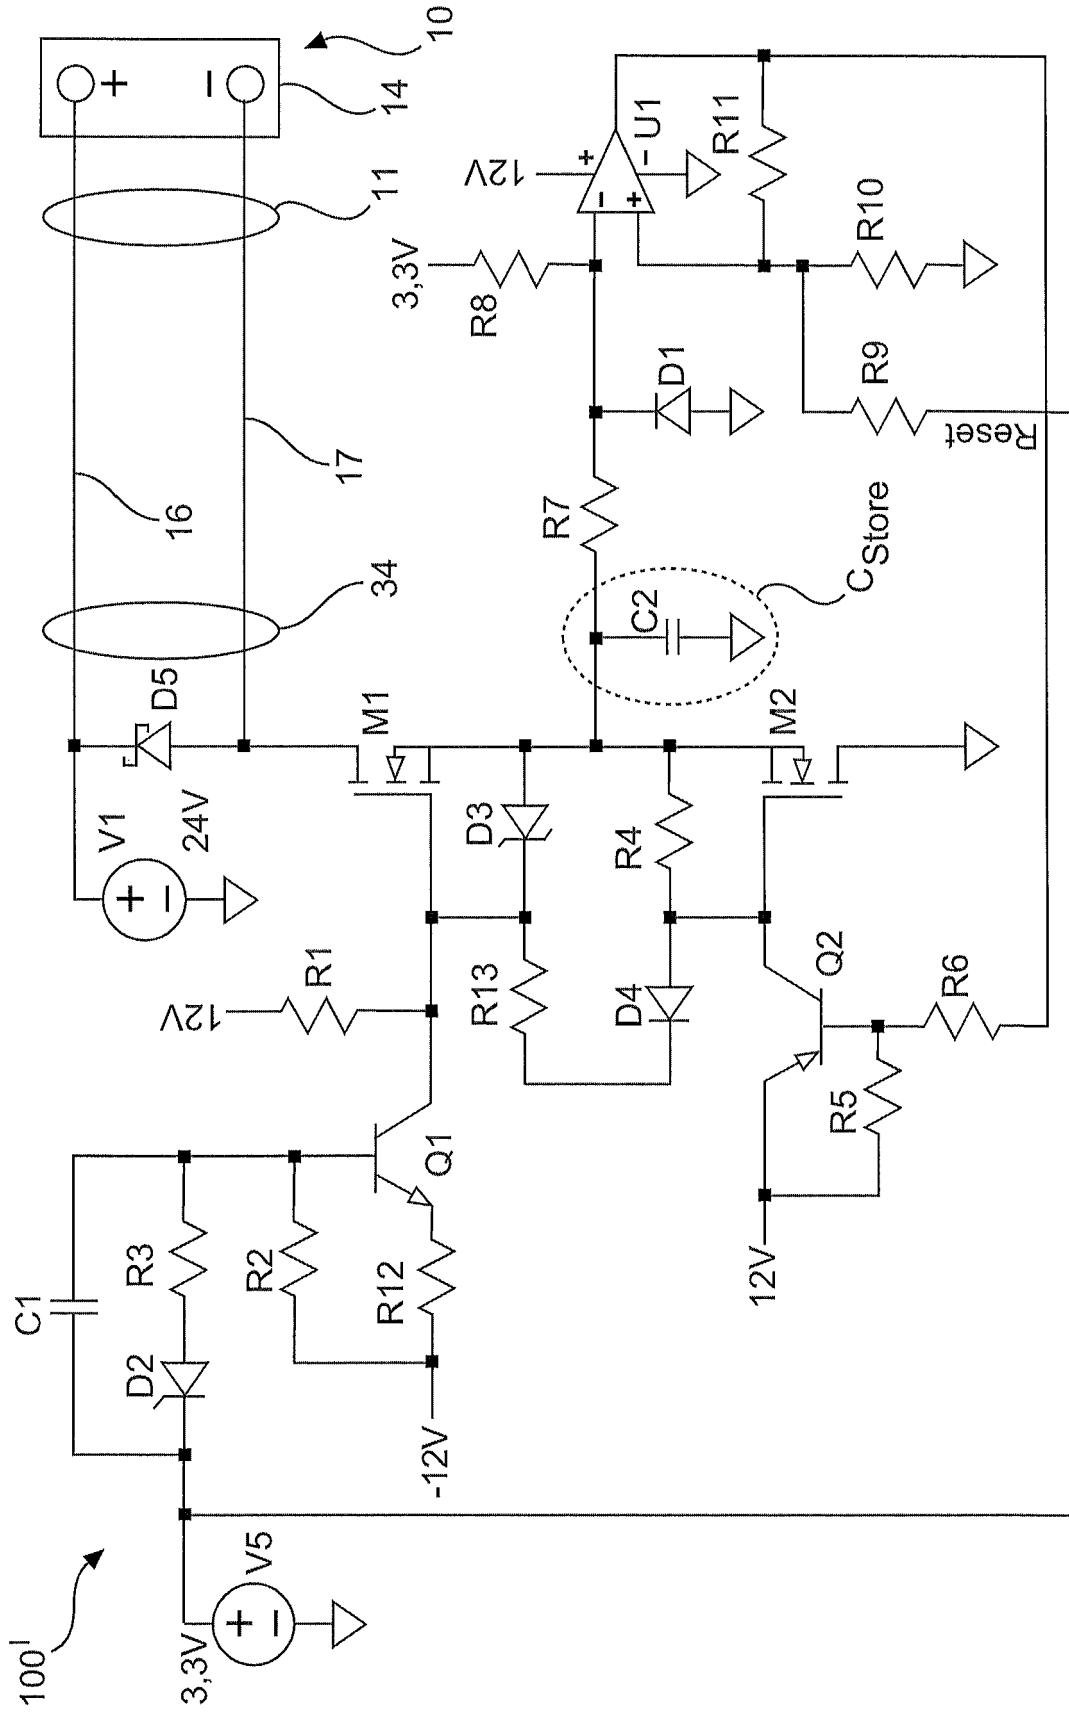 100'
3,3V
V5
C1
D2
R3
R2
R12
-12V
Q1
12V
R1
V1
24V
D5
34
16
17
11
14
10
+
-
M1
D3
R13
D4
R4
M2
Q2
R5
R6
12V
C2
CStore
R7
D1
R8
3,3V
12V
U1
R11
R10
R9
Reset